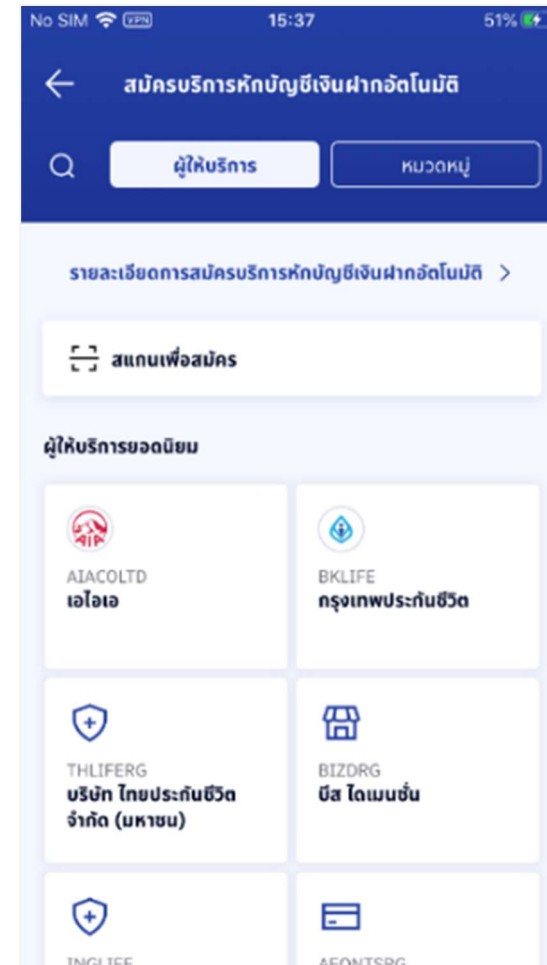 No SIM VPN 15:37 51%
สมัครบริการหักบัญชีเงินฝากอัตโนมัติ
ผู้ให้บริการ หมวดหมู่
รายละเอียดการสมัครบริการหักบัญชีเงินฝากอัตโนมัติ >
สแกนเพื่อสมัคร
ผู้ให้บริการยอดนิยม
AIA
AIACOLTD
เอไอเอ
BKLIFE
กรุงเทพประกันชีวิต
THLIFERG
บริษัท ไทยประกันชีวิต
จำกัด (มหาชน)
BIZDRG
บีส ไดเมนชั่น
INGLIFE
AEONTSRG